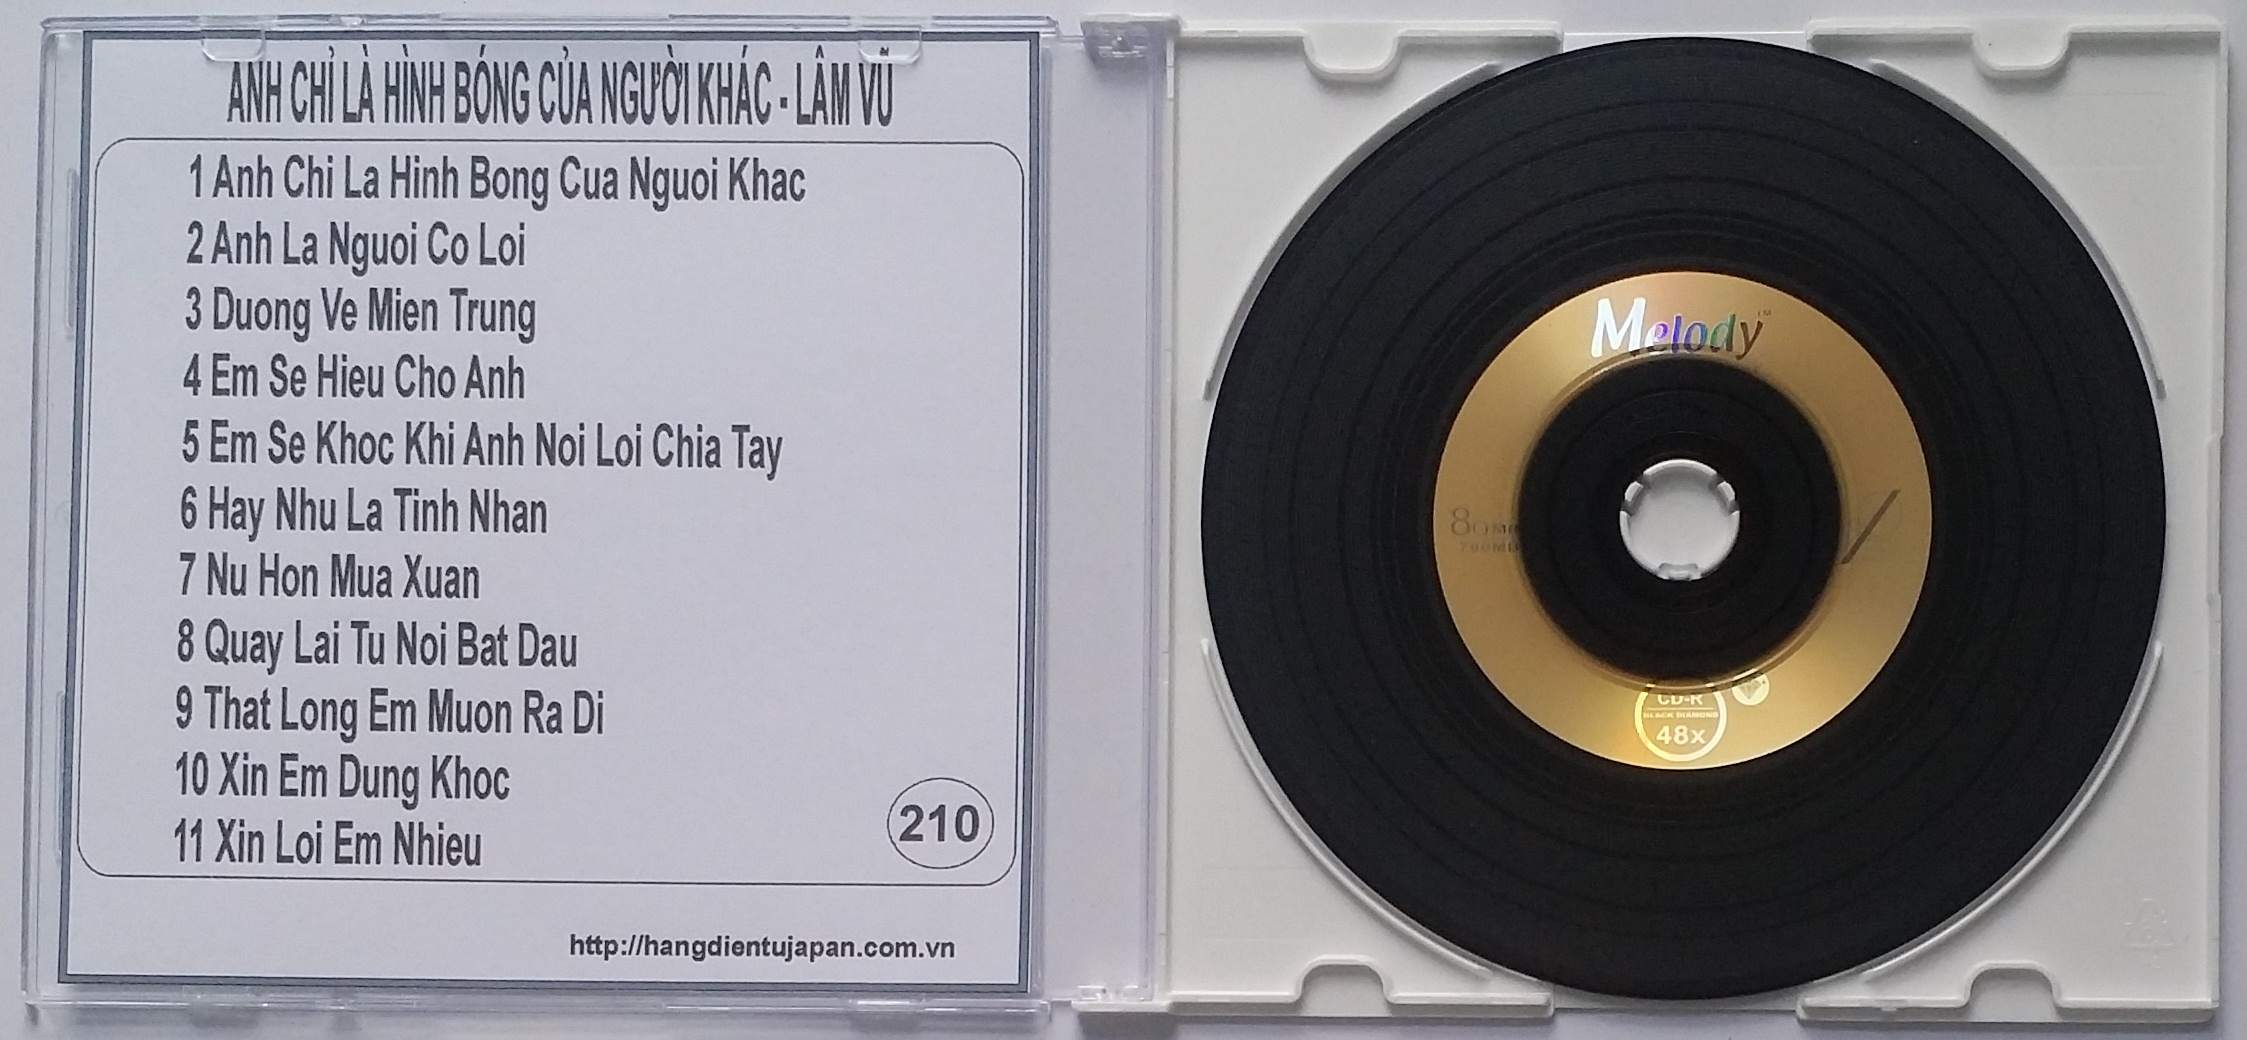 ANH CHỈ LÀ HÌNH BÓNG CỦA NGƯỜI KHÁC - LÂM VŨ
1 Anh Chi La Hinh Bong Cua Nguoi Khac
2 Anh La Nguoi Co Loi
3 Duong Ve Mien Trung
4 Em Se Hieu Cho Anh
5 Em Se Khoc Khi Anh Noi Loi Chia Tay
6 Hay Nhu La Tinh Nhan
7 Nu Hon Mua Xuan
8 Quay Lai Tu Noi Bat Dau
9 That Long Em Muon Ra Di
10 Xin Em Dung Khoc
11 Xin Loi Em Nhieu
210
http://hangdientujapan.com.vn
Melody™
CD-R
BLACK DIAMOND
48x